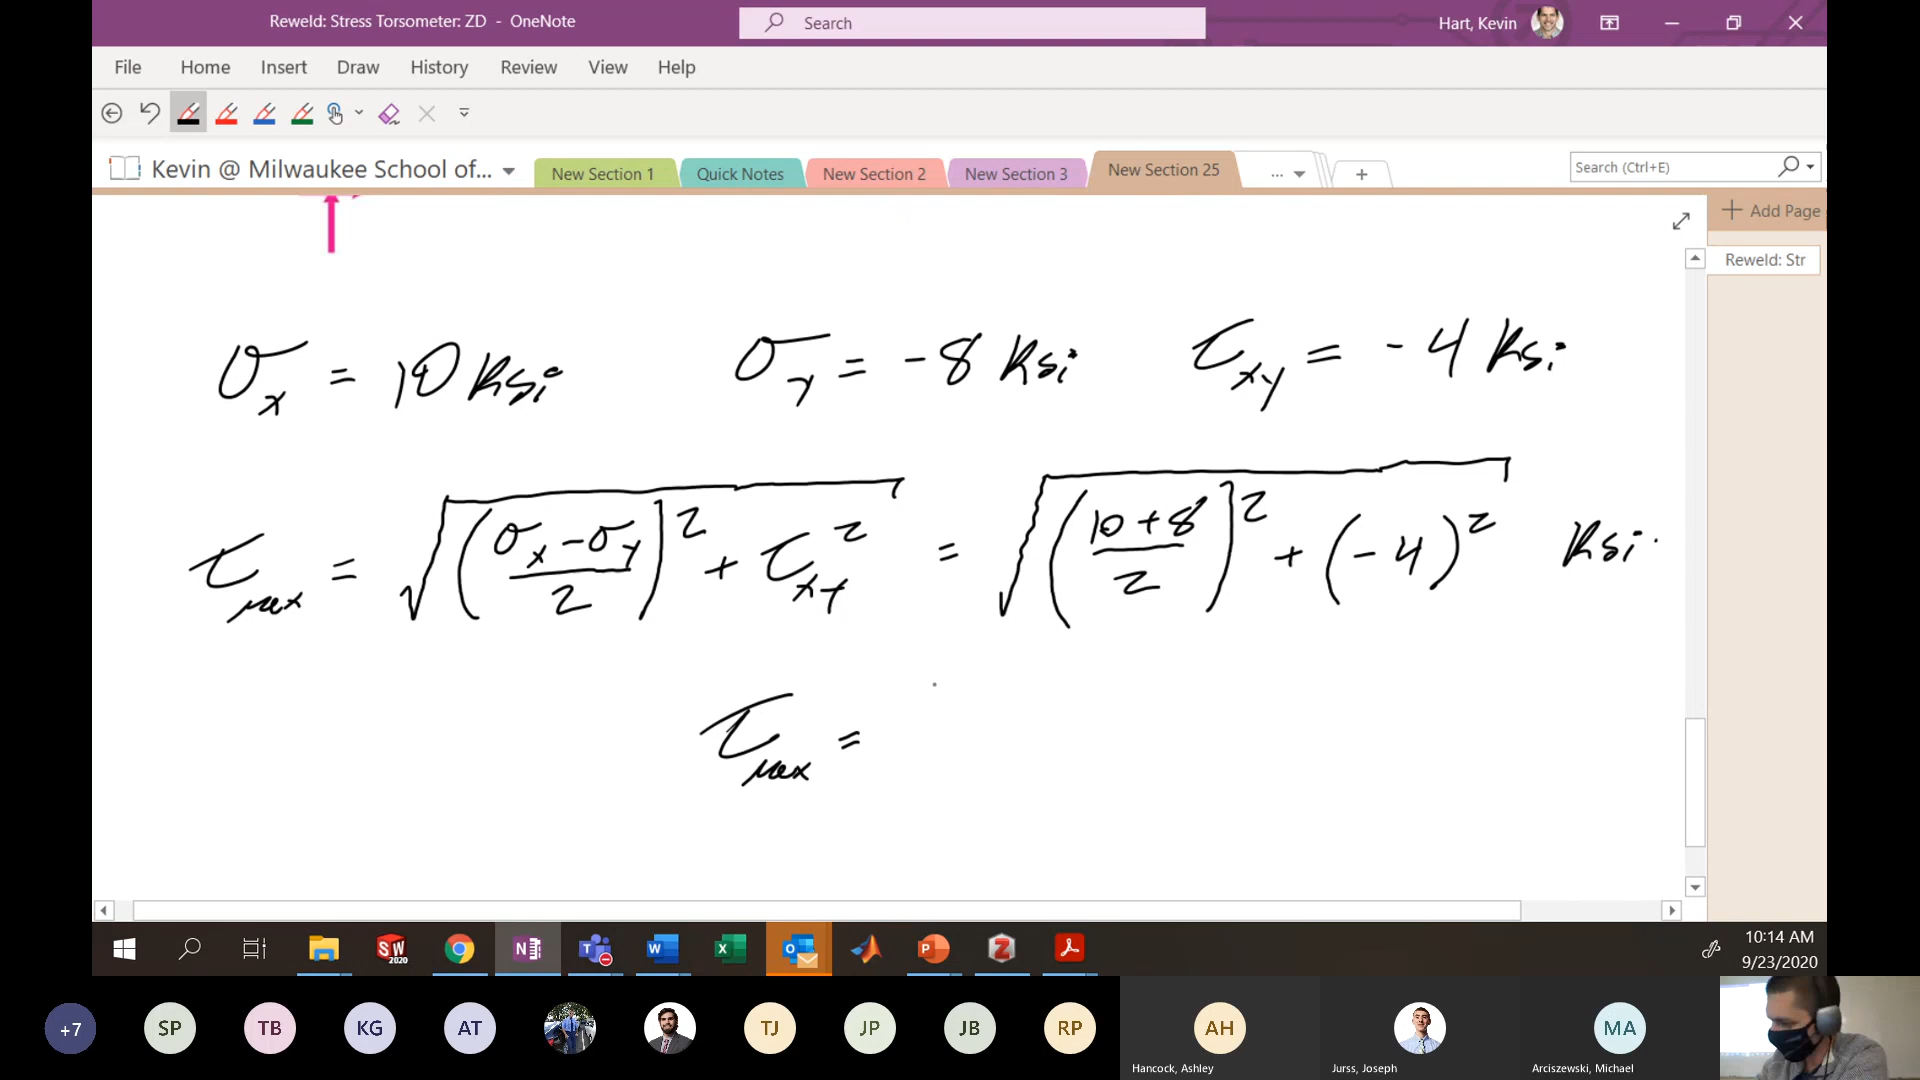 Reweld: Stress Torsometer: ZD - OneNote
Search
Hart, Kevin
File Home Insert Draw History Review View Help
Kevin @ Milwaukee School of...
New Section 1 Quick Notes New Section 2 New Section 3 New Section 25 ... +
Search (Ctrl+E)
+ Add Page
Reweld: Str
σx = 10 ksi σy = -8 ksi τxy = -4 ksi
τmax = √(((σx - σy)/2)² + τxy²) = √(((10 + 8)/2)² + (-4)²) ksi.
τmax =
SW 2020 N W X P Z
10:14 AM
9/23/2020
+7 SP TB KG AT TJ JP JB RP AH MA
Hancock, Ashley Jurss, Joseph Arciszewski, Michael